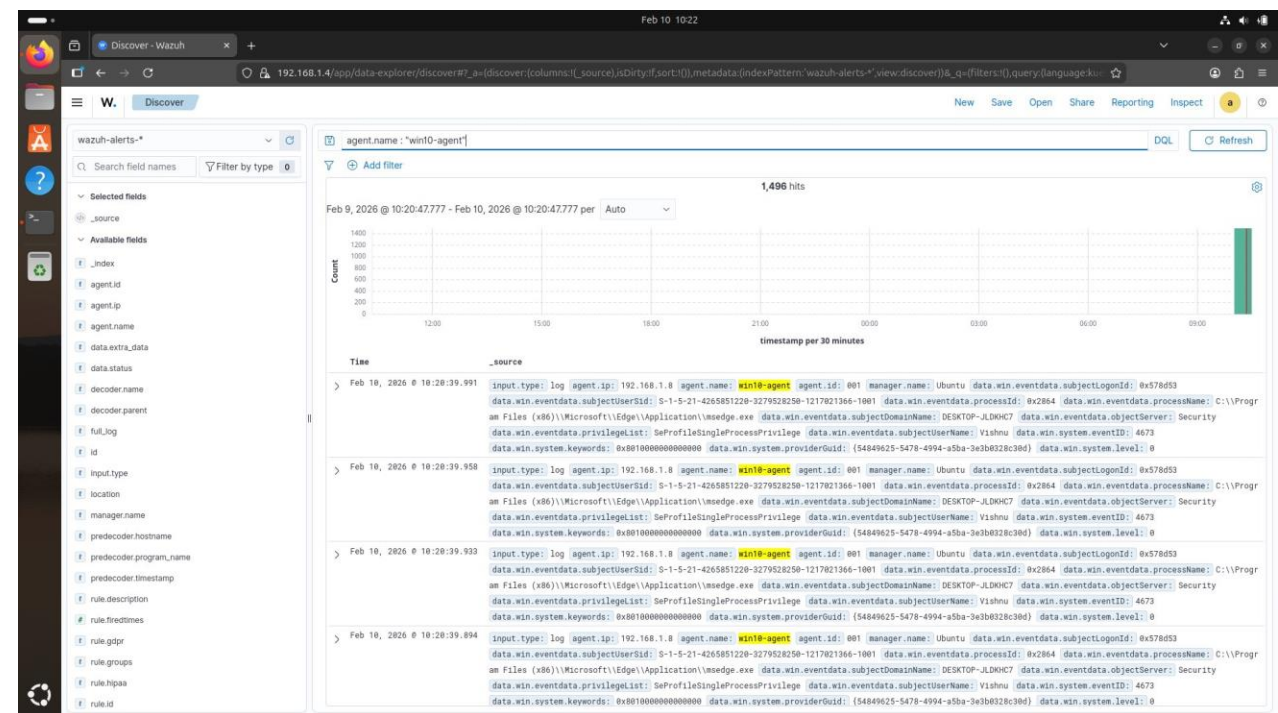 Feb 10 10:22
Discover - Wazuh
192.168.1.4/app/data-explorer/discover#?_a=(discover:(columns:!(_source),isDirty:!f,sort:!()),metadata:(indexPattern:'wazuh-alerts-*',view:discover))&_q=(filters:!(),query:(language:kue
W. Discover New Save Open Share Reporting Inspect a
wazuh-alerts-*
agent.name : "win10-agent" DQL Refresh
Search field names Filter by type 0
Add filter
Selected fields
_source
Available fields
t _index
t agent.id
t agent.ip
t agent.name
t data.extra_data
t data.status
t decoder.name
t decoder.parent
t full_log
t id
t input.type
t location
t manager.name
t predecoder.hostname
t predecoder.program_name
t predecoder.timestamp
t rule.description
# rule.firedtimes
t rule.gdpr
t rule.groups
t rule.hipaa
t rule.id
1,496 hits
Feb 9, 2026 @ 10:20:47.777 - Feb 10, 2026 @ 10:20:47.777 per Auto
Count
1400
1200
1000
800
600
400
200
0
12:00 15:00 18:00 21:00 00:00 03:00 06:00 09:00
timestamp per 30 minutes
Time _source
Feb 10, 2026 @ 10:20:39.991 input.type: log agent.ip: 192.168.1.8 agent.name: win10-agent agent.id: 001 manager.name: Ubuntu data.win.eventdata.subjectLogonId: 0x578d53
data.win.eventdata.subjectUserSid: S-1-5-21-4265851220-3279528250-1217021366-1001 data.win.eventdata.processId: 0x2864 data.win.eventdata.processName: C:\\Progr
am Files (x86)\\Microsoft\\Edge\\Application\\msedge.exe data.win.eventdata.subjectDomainName: DESKTOP-JLDKHC7 data.win.eventdata.objectServer: Security
data.win.eventdata.privilegeList: SeProfileSingleProcessPrivilege data.win.eventdata.subjectUserName: Vishnu data.win.system.eventID: 4673
data.win.system.keywords: 0x8010000000000000 data.win.system.providerGuid: {54849625-5478-4994-a5ba-3e3b0328c30d} data.win.system.level: 0
Feb 10, 2026 @ 10:20:39.958 input.type: log agent.ip: 192.168.1.8 agent.name: win10-agent agent.id: 001 manager.name: Ubuntu data.win.eventdata.subjectLogonId: 0x578d53
data.win.eventdata.subjectUserSid: S-1-5-21-4265851220-3279528250-1217021366-1001 data.win.eventdata.processId: 0x2864 data.win.eventdata.processName: C:\\Progr
am Files (x86)\\Microsoft\\Edge\\Application\\msedge.exe data.win.eventdata.subjectDomainName: DESKTOP-JLDKHC7 data.win.eventdata.objectServer: Security
data.win.eventdata.privilegeList: SeProfileSingleProcessPrivilege data.win.eventdata.subjectUserName: Vishnu data.win.system.eventID: 4673
data.win.system.keywords: 0x8010000000000000 data.win.system.providerGuid: {54849625-5478-4994-a5ba-3e3b0328c30d} data.win.system.level: 0
Feb 10, 2026 @ 10:20:39.933 input.type: log agent.ip: 192.168.1.8 agent.name: win10-agent agent.id: 001 manager.name: Ubuntu data.win.eventdata.subjectLogonId: 0x578d53
data.win.eventdata.subjectUserSid: S-1-5-21-4265851220-3279528250-1217021366-1001 data.win.eventdata.processId: 0x2864 data.win.eventdata.processName: C:\\Progr
am Files (x86)\\Microsoft\\Edge\\Application\\msedge.exe data.win.eventdata.subjectDomainName: DESKTOP-JLDKHC7 data.win.eventdata.objectServer: Security
data.win.eventdata.privilegeList: SeProfileSingleProcessPrivilege data.win.eventdata.subjectUserName: Vishnu data.win.system.eventID: 4673
data.win.system.keywords: 0x8010000000000000 data.win.system.providerGuid: {54849625-5478-4994-a5ba-3e3b0328c30d} data.win.system.level: 0
Feb 10, 2026 @ 10:20:39.894 input.type: log agent.ip: 192.168.1.8 agent.name: win10-agent agent.id: 001 manager.name: Ubuntu data.win.eventdata.subjectLogonId: 0x578d53
data.win.eventdata.subjectUserSid: S-1-5-21-4265851220-3279528250-1217021366-1001 data.win.eventdata.processId: 0x2864 data.win.eventdata.processName: C:\\Progr
am Files (x86)\\Microsoft\\Edge\\Application\\msedge.exe data.win.eventdata.subjectDomainName: DESKTOP-JLDKHC7 data.win.eventdata.objectServer: Security
data.win.eventdata.privilegeList: SeProfileSingleProcessPrivilege data.win.eventdata.subjectUserName: Vishnu data.win.system.eventID: 4673
data.win.system.keywords: 0x8010000000000000 data.win.system.providerGuid: {54849625-5478-4994-a5ba-3e3b0328c30d} data.win.system.level: 0